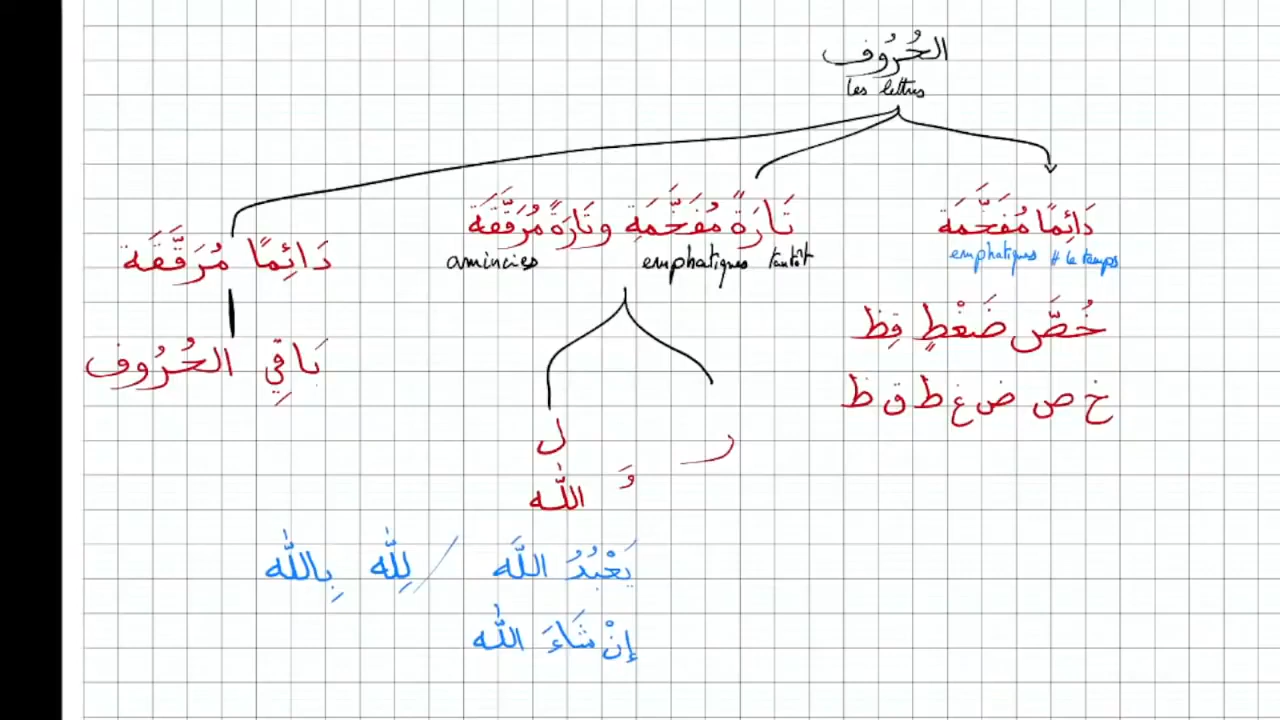 الحُرُوف
les lettres
دَائِمًا مُفَخَّمَة
emphatiques # le temps
خُصَّ ضَغْطٍ قِظ
خ ص ض غ ط ق ظ
تَارَةً مُفَخَّمَةِ وتَارَةً مُرَقَّقَة
amincies emphatiques tantôt
ر
ل
َ ُ اللّٰه
يَعْبُدُ اللَّه / لِلّٰه بِاللّٰه
إِنْ شَاءَ اللّٰه
دَائِمًا مُرَقَّقَة
بَاقِي الحُرُوف